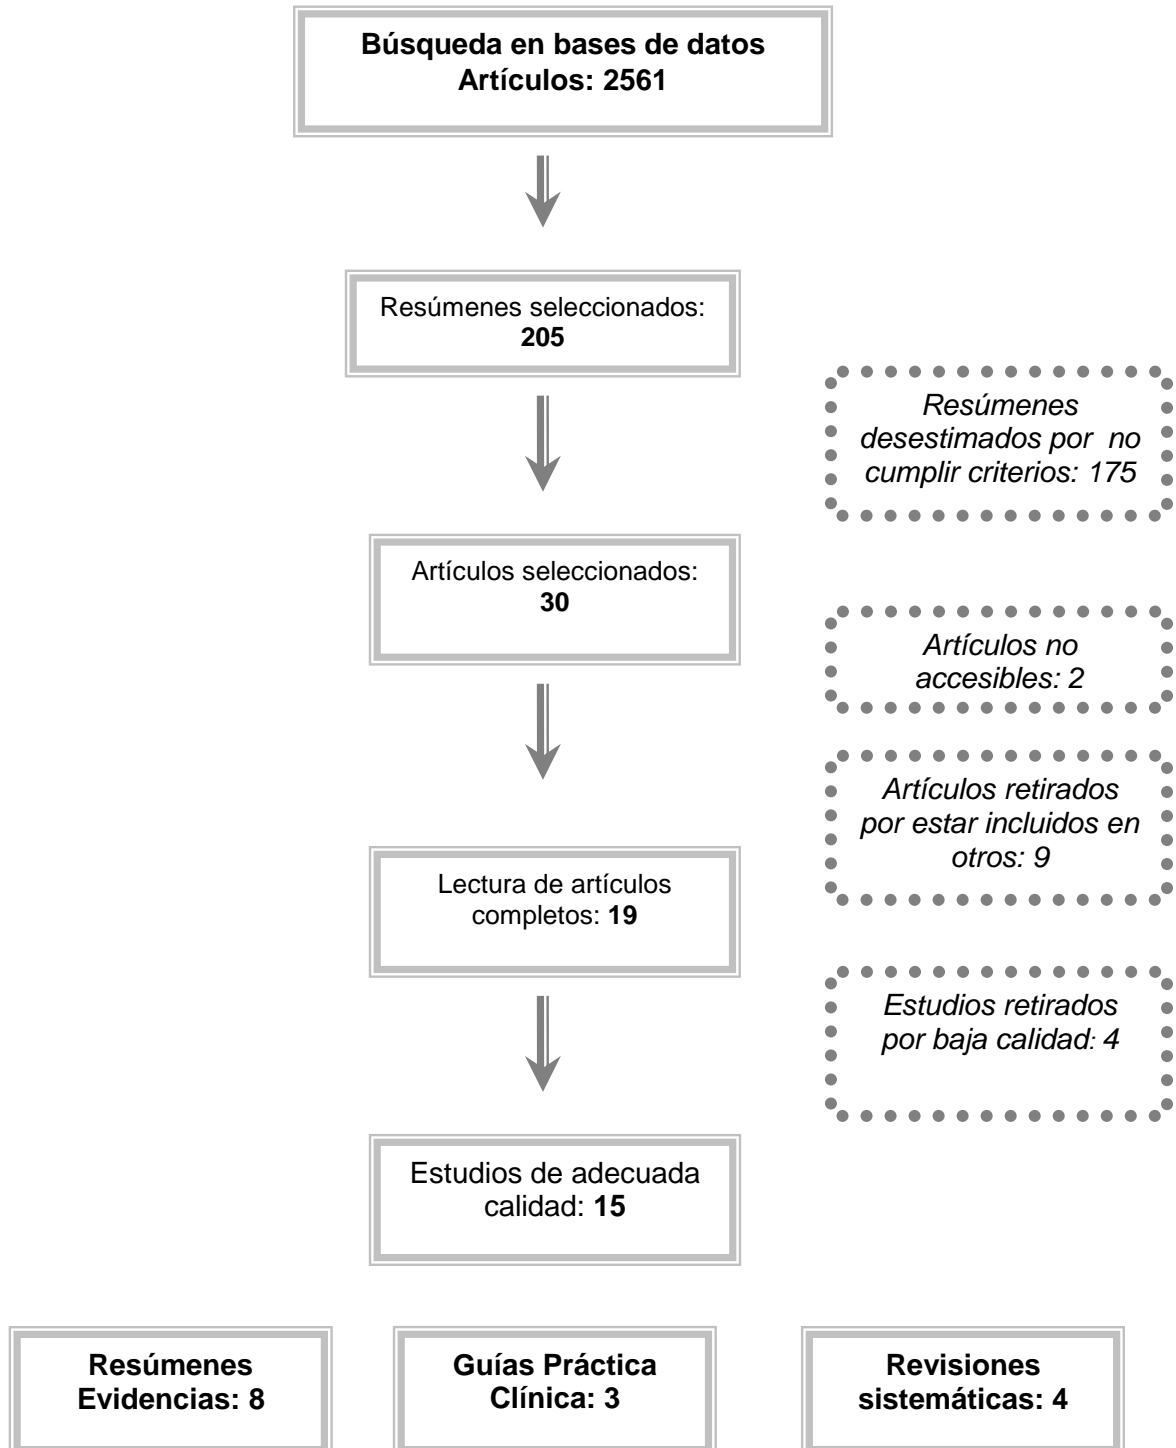 Búsqueda en bases de datos
Artículos: 2561
Resúmenes seleccionados:
205
Resúmenes
desestimados por no
cumplir criterios: 175
Artículos seleccionados:
30
Artículos no
accesibles: 2
Artículos retirados
por estar incluidos en
otros: 9
Lectura de artículos
completos: 19
Estudios retirados
por baja calidad: 4
Estudios de adecuada
calidad: 15
Resúmenes
Evidencias: 8
Guías Práctica
Clínica: 3
Revisiones
sistemáticas: 4